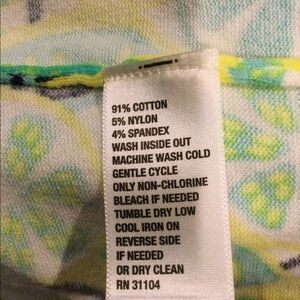 91% COTTON
5% NYLON
4% SPANDEX
WASH INSIDE OUT
MACHINE WASH COLD
GENTLE CYCLE
ONLY NON-CHLORINE
BLEACH IF NEEDED
TUMBLE DRY LOW
COOL IRON ON
REVERSE SIDE
IF NEEDED
OR DRY CLEAN
RN 31104